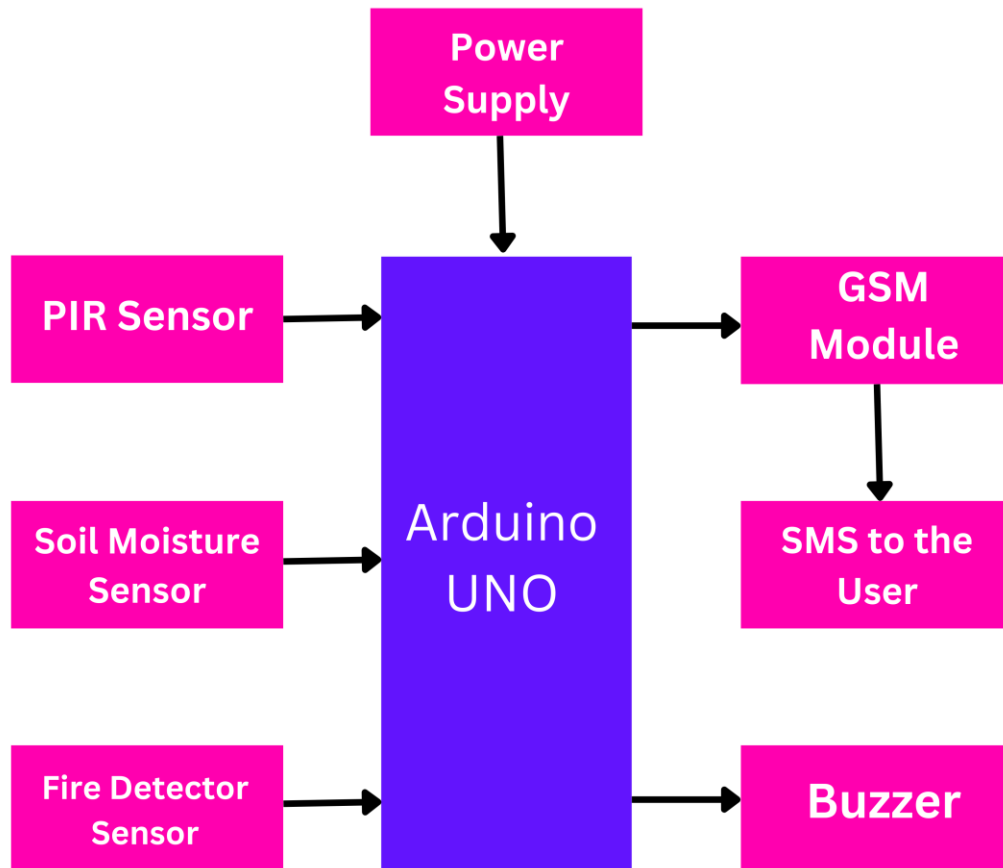 Power
Supply
PIR Sensor
GSM
Module
Soil Moisture
Sensor
Arduino
UNO
SMS to the
User
Fire Detector
Sensor
Buzzer